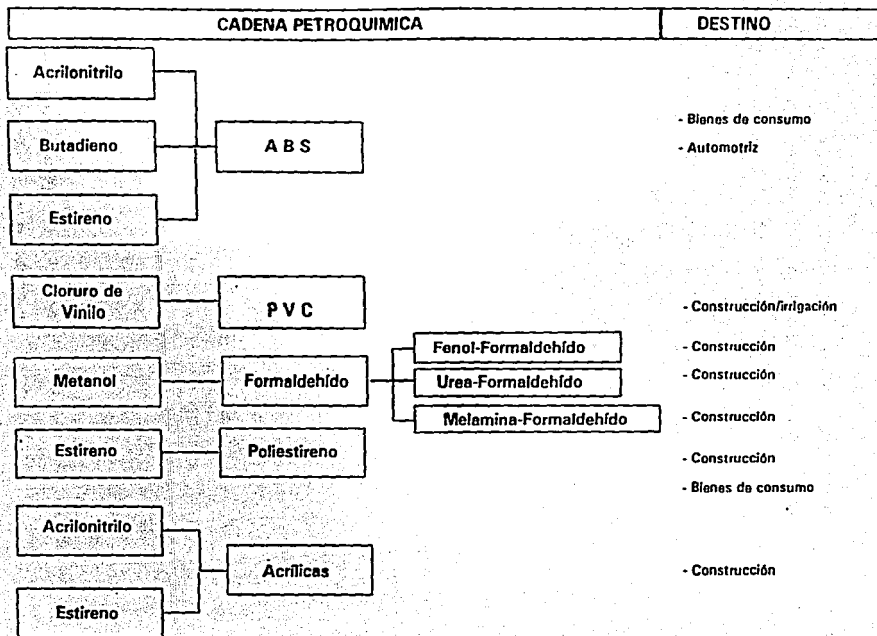 CADENA PETROQUIMICA
DESTINO
Acrilonitrilo
Butadieno
Estireno
A B S
- Bienes de consumo
- Automotriz
Cloruro de
Vinilo
P V C
- Construcción/irrigación
Metanol
Formaldehído
Fenol-Formaldehído
- Construcción
Urea-Formaldehído
- Construcción
Melamina-Formaldehído
- Construcción
Estireno
Poliestireno
- Construcción
- Bienes de consumo
Acrilonitrilo
Estireno
Acrílicas
- Construcción